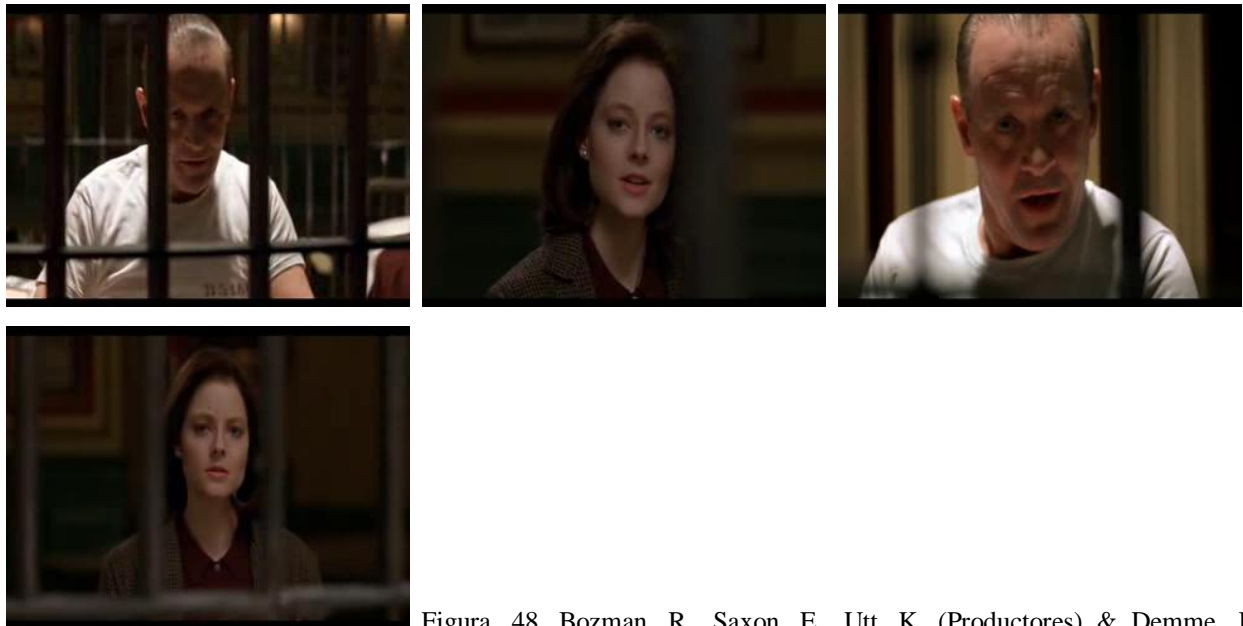 Figura 48 Bozman, R., Saxon, E., Utt, K. (Productores) & Demme, J